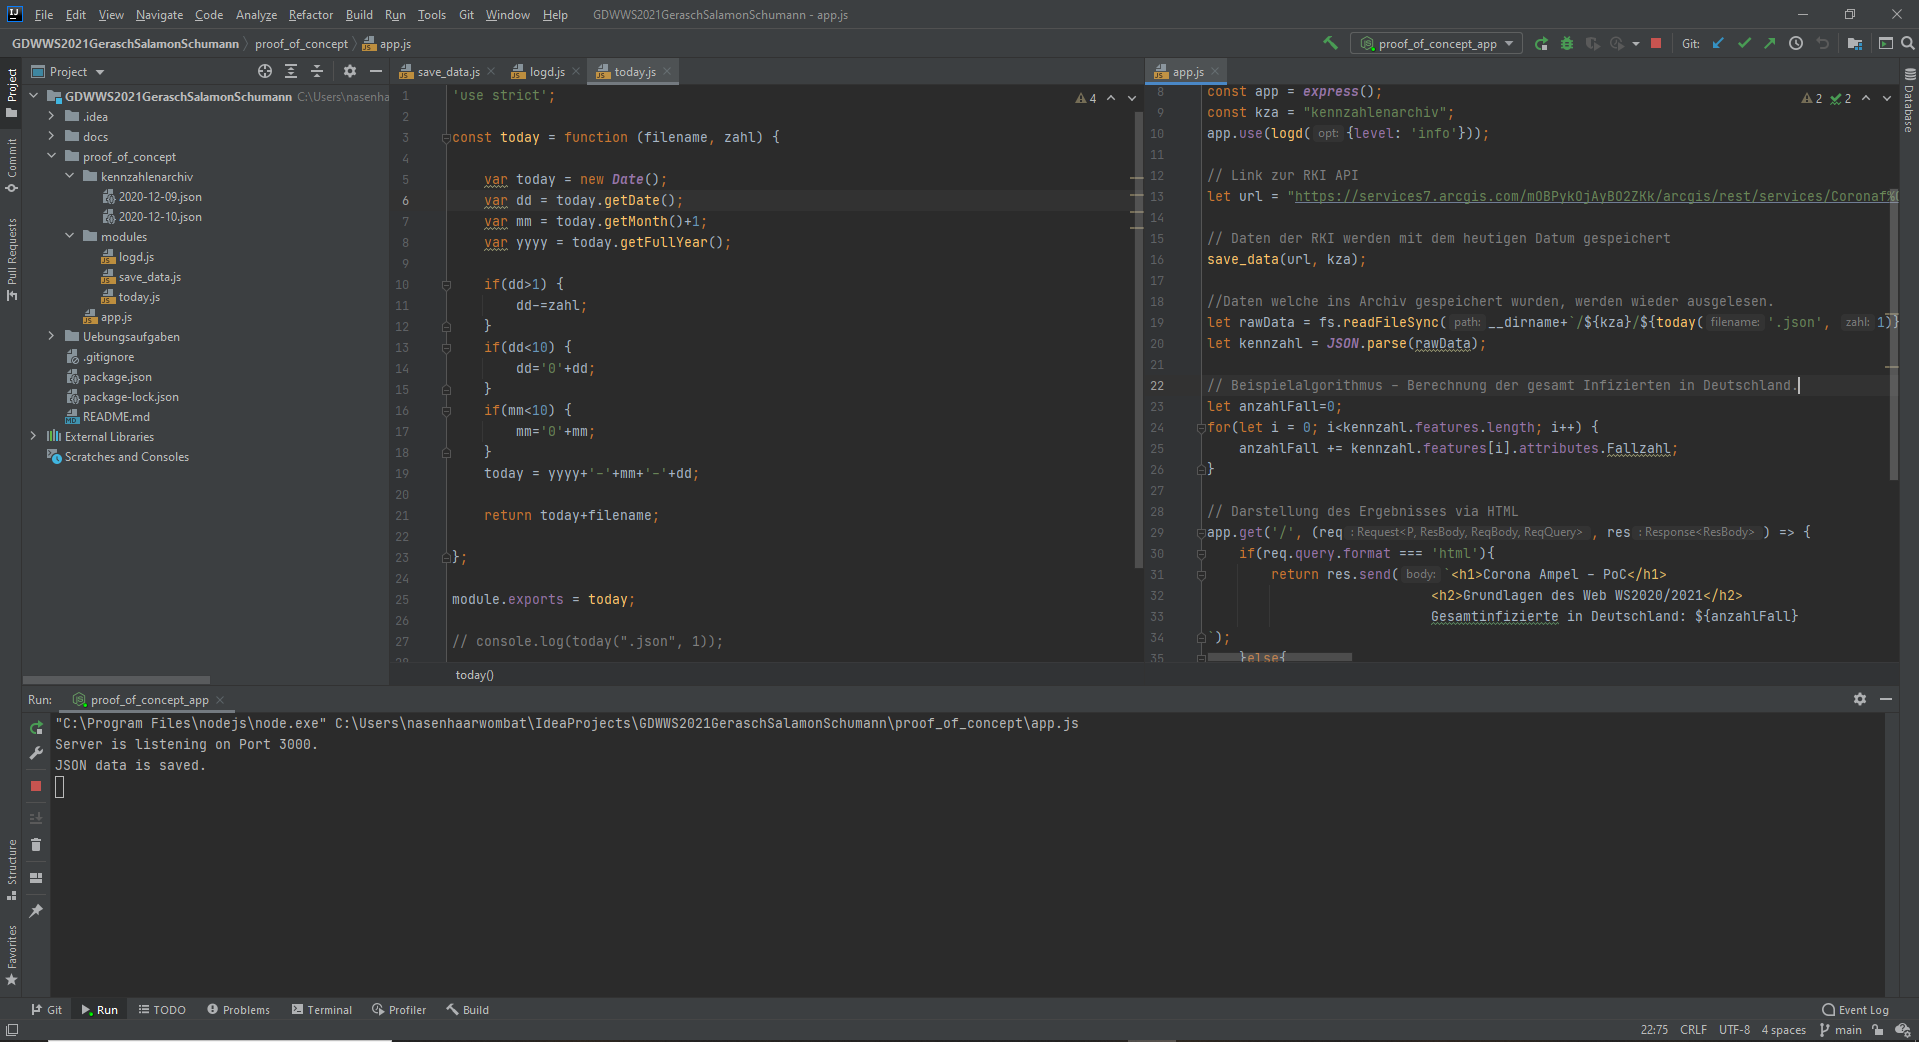 File Edit View Navigate Code Analyze Refactor Build Run Tools Git Window Help GDWWS2021GeraschSalamonSchumann - app.js
GDWWS2021GeraschSalamonSchumann proof_of_concept app.js
proof_of_concept_app Git:
Project
save_data.js logd.js today.js
app.js
Project
Commit
Pull Requests
Structure
Favorites
Database
GDWWS2021GeraschSalamonSchumann C:\Users\nasenha
.idea
docs
proof_of_concept
kennzahlenarchiv
2020-12-09.json
2020-12-10.json
modules
logd.js
save_data.js
today.js
app.js
Uebungsaufgaben
.gitignore
package.json
package-lock.json
README.md
External Libraries
Scratches and Consoles
4
1 'use strict';
2
3 const today = function (filename, zahl) {
4
5 var today = new Date();
6 var dd = today.getDate();
7 var mm = today.getMonth()+1;
8 var yyyy = today.getFullYear();
9
10 if(dd>1) {
11 dd-=zahl;
12 }
13 if(dd<10) {
14 dd='0'+dd;
15 }
16 if(mm<10) {
17 mm='0'+mm;
18 }
19 today = yyyy+'-'+mm+'-'+dd;
20
21 return today+filename;
22
23 };
24
25 module.exports = today;
26
27 // console.log(today(".json", 1));
28
today()
2 2
8 const app = express();
9 const kza = "kennzahlenarchiv";
10 app.use(logd( opt: {level: 'info'}));
11
12 // Link zur RKI API
13 let url = "https://services7.arcgis.com/mOBPykOjAyBO2ZKk/arcgis/rest/services/Coronaf%
14
15 // Daten der RKI werden mit dem heutigen Datum gespeichert
16 save_data(url, kza);
17
18 //Daten welche ins Archiv gespeichert wurden, werden wieder ausgelesen.
19 let rawData = fs.readFileSync( path: __dirname+`/${kza}/${today( filename: '.json', zahl: 1)}
20 let kennzahl = JSON.parse(rawData);
21
22 // Beispielalgorithmus - Berechnung der gesamt Infizierten in Deutschland.
23 let anzahlFall=0;
24 for(let i = 0; i<kennzahl.features.length; i++) {
25 anzahlFall += kennzahl.features[i].attributes.Fallzahl;
26 }
27
28 // Darstellung des Ergebnisses via HTML
29 app.get('/', (req : Request<P, ResBody, ReqBody, ReqQuery> , res : Response<ResBody> ) => {
30 if(req.query.format === 'html'){
31 return res.send( body: `<h1>Corona Ampel - PoC</h1>
32 <h2>Grundlagen des Web WS2020/2021</h2>
33 Gesamtinfizierte in Deutschland: ${anzahlFall}
34 `);
35 }else{
Run: proof_of_concept_app
"C:\Program Files\nodejs\node.exe" C:\Users\nasenhaarwombat\IdeaProjects\GDWWS2021GeraschSalamonSchumann\proof_of_concept\app.js
Server is listening on Port 3000.
JSON data is saved.
Git Run TODO Problems Terminal Profiler Build Event Log
22:75 CRLF UTF-8 4 spaces main